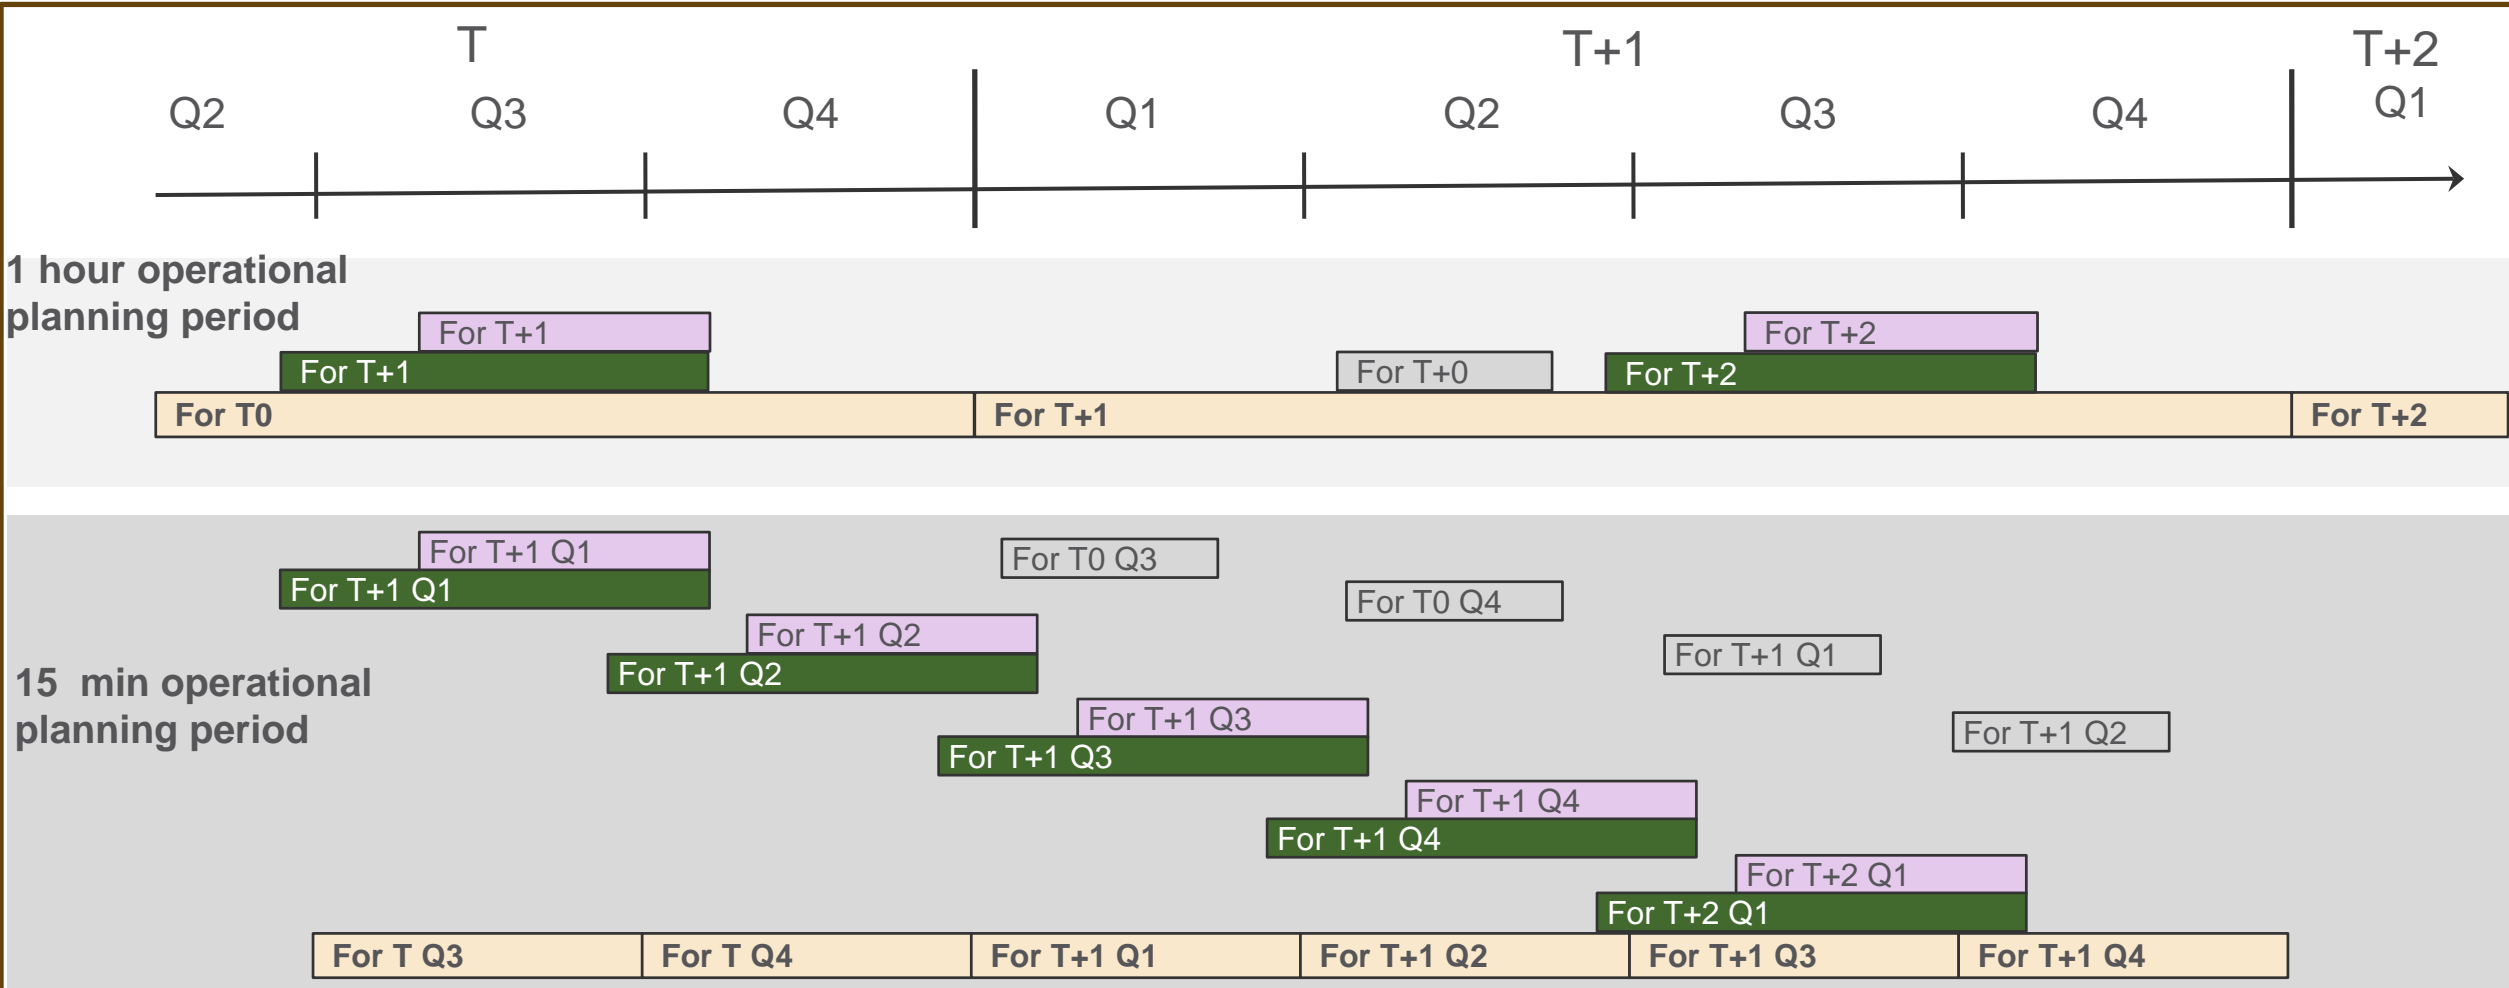 T
T+1
T+2
Q2
Q3
Q4
Q1
Q2
Q3
Q4
Q1
1 hour operational
planning period
For T+1
For T+2
For T+1
For T+0
For T+2
For T0
For T+1
For T+2
15 min operational
planning period
For T+1 Q1
For T0 Q3
For T+1 Q1
For T0 Q4
For T+1 Q2
For T+1 Q1
For T+1 Q2
For T+1 Q3
For T+1 Q2
For T+1 Q3
For T+1 Q4
For T+1 Q4
For T+2 Q1
For T+2 Q1
For T Q3
For T Q4
For T+1 Q1
For T+1 Q2
For T+1 Q3
For T+1 Q4